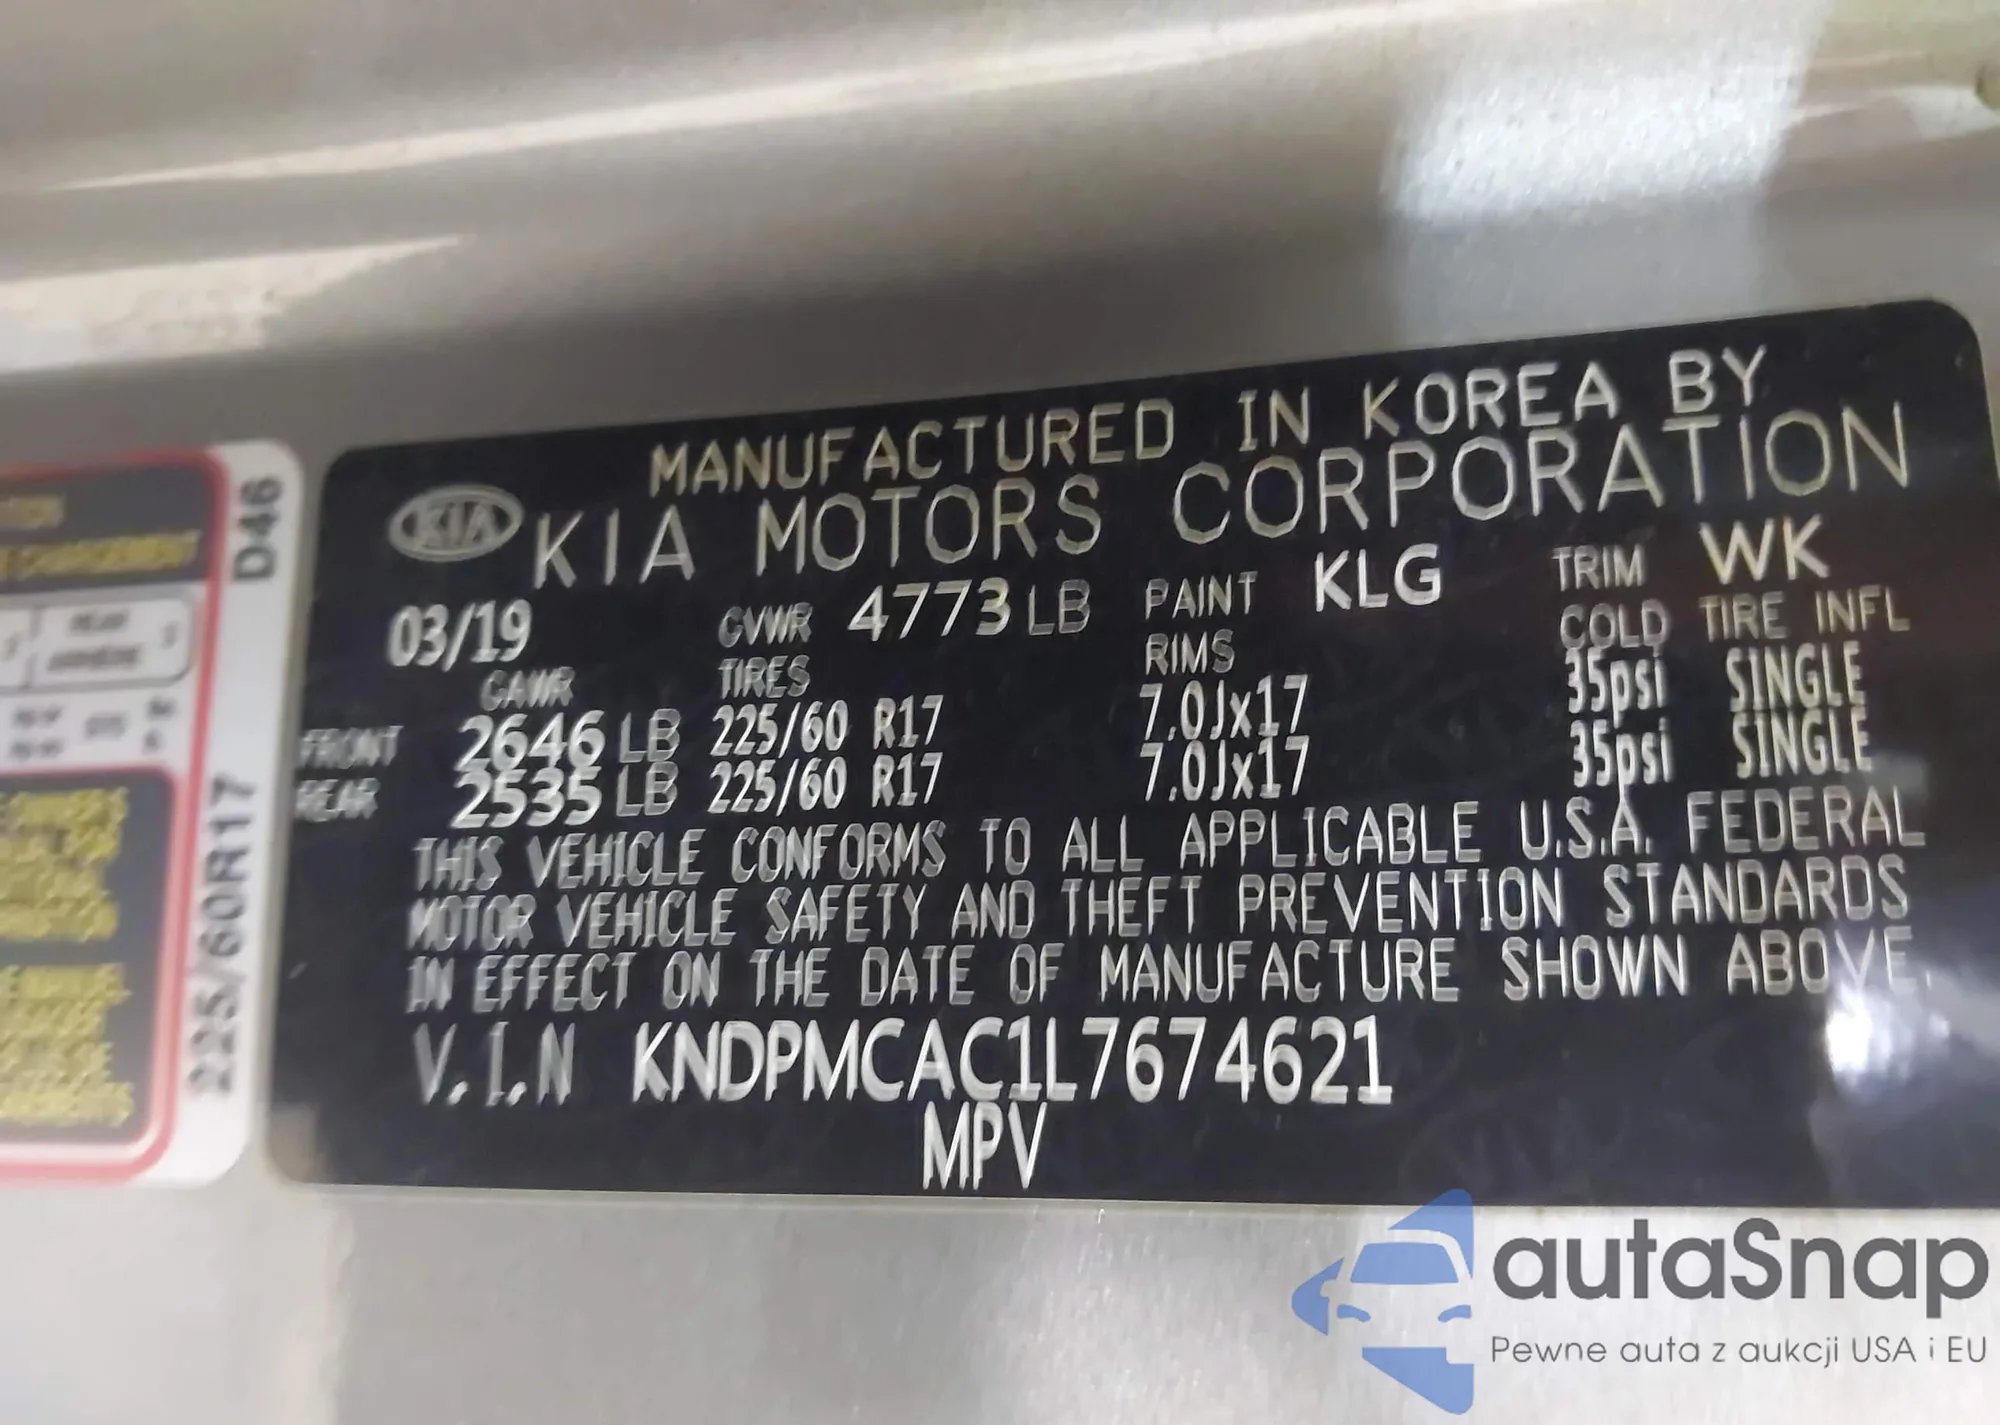 MANUFACTURED IN KOREA BY
KIA KIA MOTORS CORPORATION
03/19 GVWR 4773 LB PAINT KLG TRIM WK
GAWR TIRES RIMS COLD TIRE INFL
FRONT 2646 LB 225/60 R17 7.0Jx17 35psi SINGLE
REAR 2535 LB 225/60 R17 7.0Jx17 35psi SINGLE
THIS VEHICLE CONFORMS TO ALL APPLICABLE U.S.A. FEDERAL
MOTOR VEHICLE SAFETY AND THEFT PREVENTION STANDARDS
IN EFFECT ON THE DATE OF MANUFACTURE SHOWN ABOVE.
V.I.N KNDPMCAC1L7674621
MPV
D46
225/60R17
REAR
autaSnap
Pewne auta z aukcji USA i EU